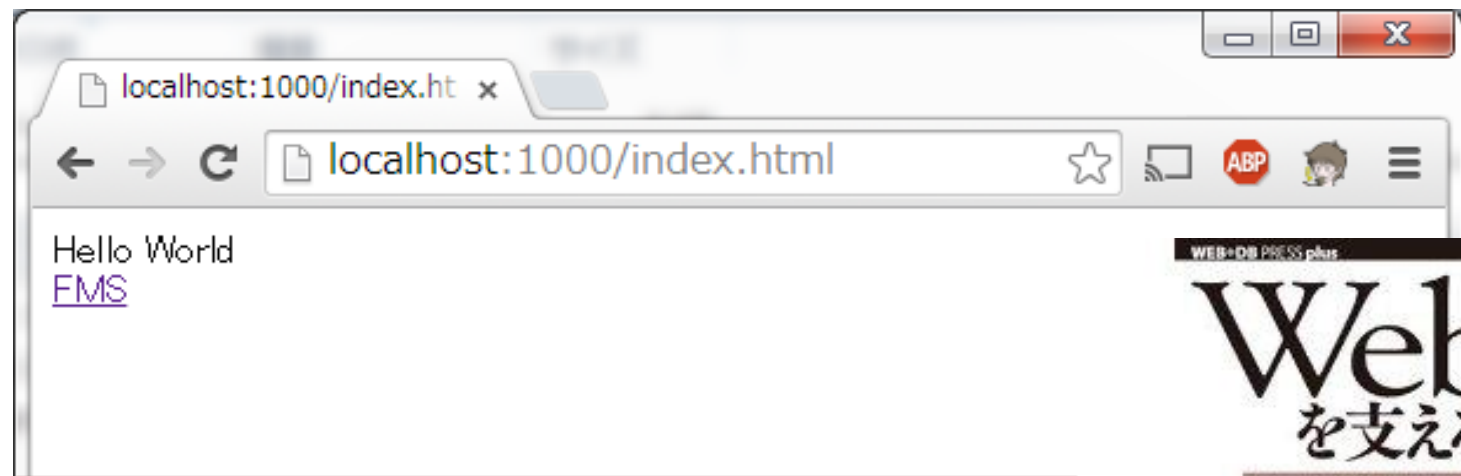 localhost:1000/index.ht
localhost:1000/index.html
ABP
Hello World
FMS
WEB+DB PRESS plus
Web
を支える